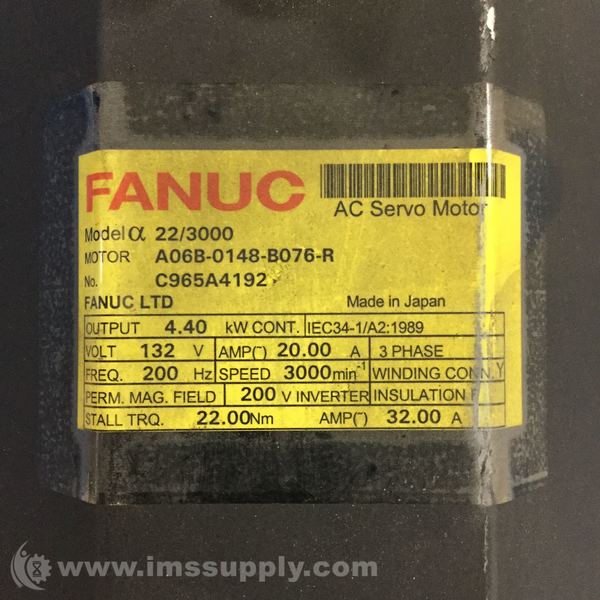 FANUC
AC Servo Motor
Model α 22/3000
MOTOR A06B-0148-B076-R
No. C965A4192
FANUC LTD Made in Japan
OUTPUT 4.40 kW CONT. IEC34-1/A2:1989
VOLT 132 V AMP(~) 20.00 A 3 PHASE
FREQ. 200 Hz SPEED 3000min⁻¹ WINDING CONN. Y
PERM. MAG. FIELD 200 V INVERTER INSULATION F
STALL TRQ. 22.00Nm AMP(~) 32.00 A
www.imssupply.com